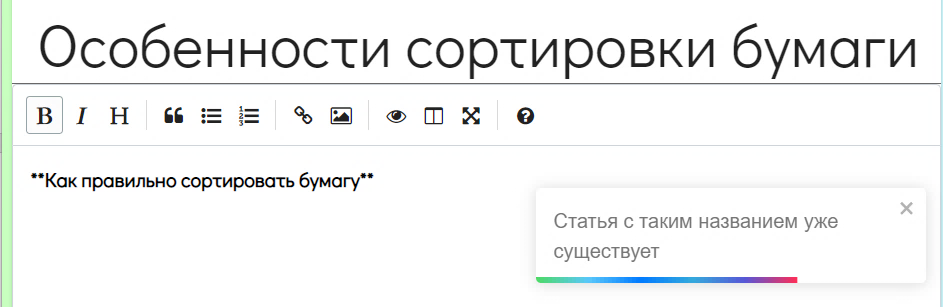 Особенности сортировки бумаги
B I H
**Как правильно сортировать бумагу**
Статья с таким названием уже
существует